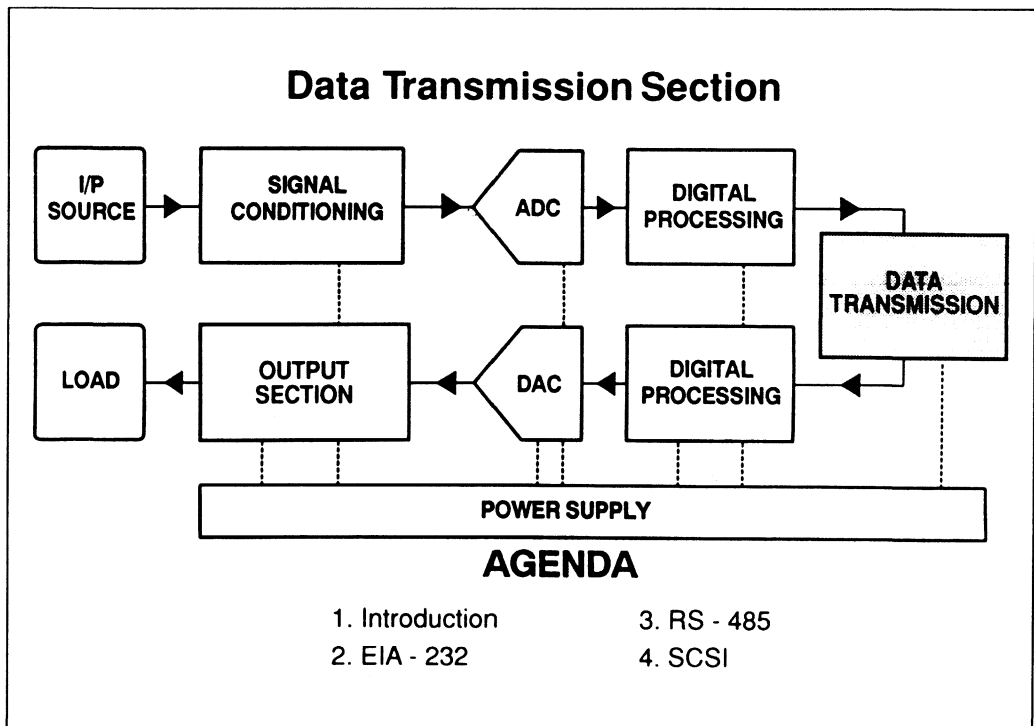 Data Transmission Section
I/P
SOURCE
SIGNAL
CONDITIONING
ADC
DIGITAL
PROCESSING
DATA
TRANSMISSION
LOAD
OUTPUT
SECTION
DAC
DIGITAL
PROCESSING
POWER SUPPLY
AGENDA
1. Introduction
2. EIA - 232
3. RS - 485
4. SCSI